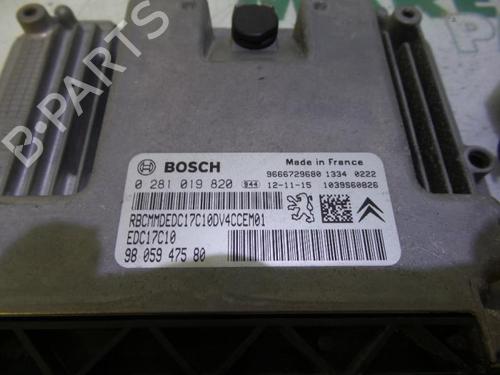 BOSCH
Made in France
0 281 019 820 944
9666729680 1334 0222
12-11-15 1039S60826
RBCMMDEDC17C10DV4CCEM01
EDC17C10
98 059 475 80
B-PARTS